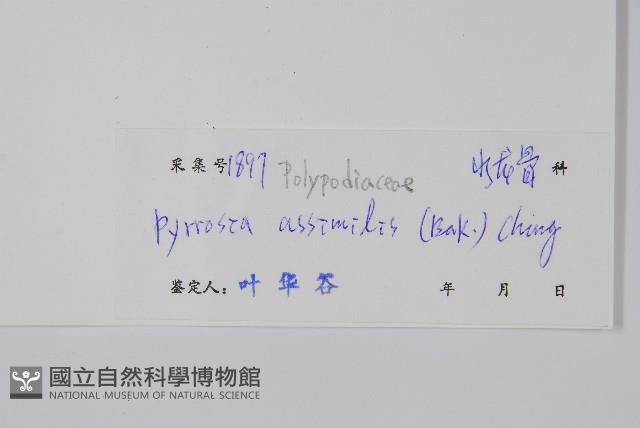 采集号 1897 Polypodiaceae 水龙骨 科
Pyrrosia assimilis (Bak.) Ching
鉴定人: 叶华谷 年 月 日
國立自然科學博物館
NATIONAL MUSEUM OF NATURAL SCIENCE